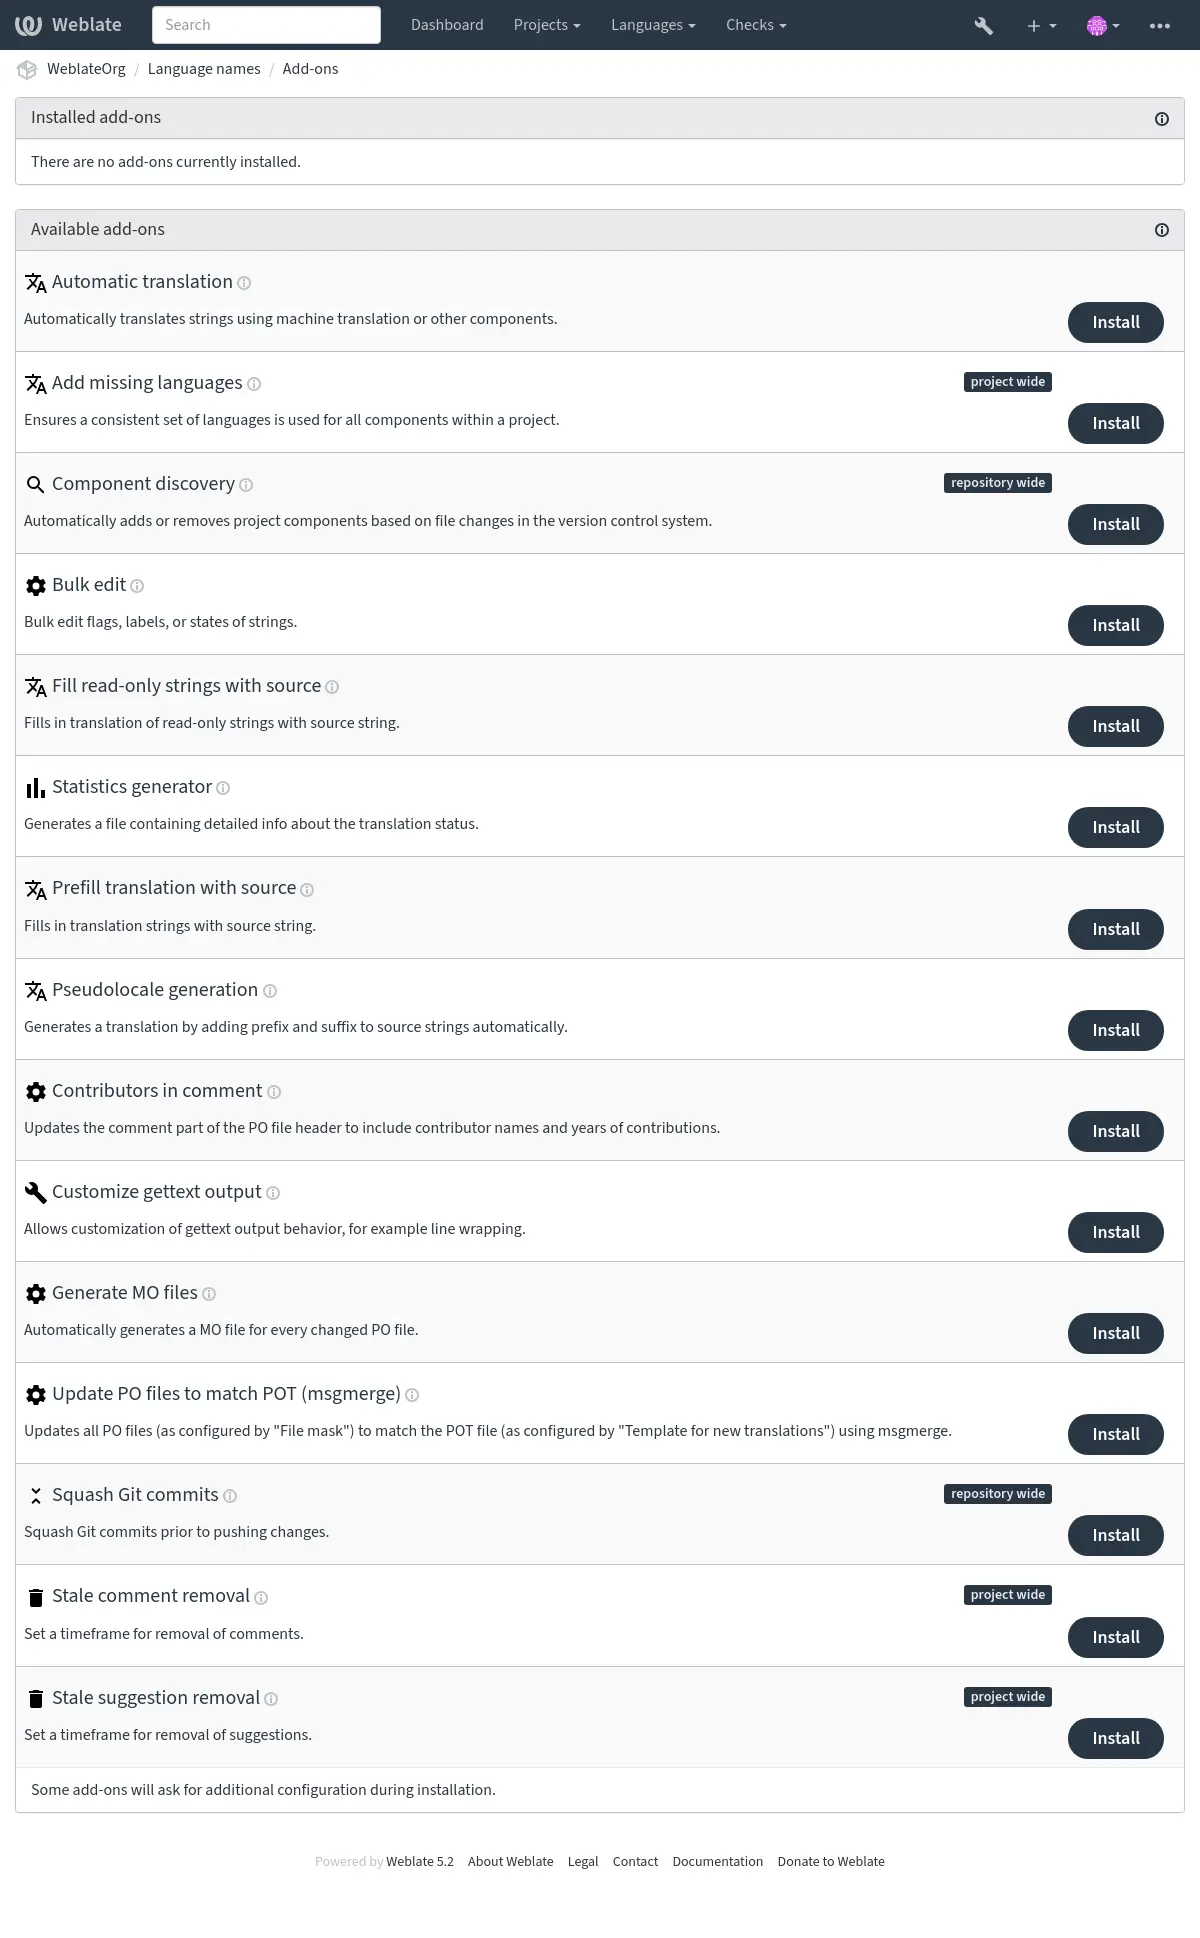 Weblate Search Dashboard Projects Languages Checks
WeblateOrg / Language names / Add-ons
Installed add-ons
There are no add-ons currently installed.
Available add-ons
Automatic translation
Automatically translates strings using machine translation or other components.
Install
Add missing languages project wide
Ensures a consistent set of languages is used for all components within a project.
Install
Component discovery repository wide
Automatically adds or removes project components based on file changes in the version control system.
Install
Bulk edit
Bulk edit flags, labels, or states of strings.
Install
Fill read-only strings with source
Fills in translation of read-only strings with source string.
Install
Statistics generator
Generates a file containing detailed info about the translation status.
Install
Prefill translation with source
Fills in translation strings with source string.
Install
Pseudolocale generation
Generates a translation by adding prefix and suffix to source strings automatically.
Install
Contributors in comment
Updates the comment part of the PO file header to include contributor names and years of contributions.
Install
Customize gettext output
Allows customization of gettext output behavior, for example line wrapping.
Install
Generate MO files
Automatically generates a MO file for every changed PO file.
Install
Update PO files to match POT (msgmerge)
Updates all PO files (as configured by "File mask") to match the POT file (as configured by "Template for new translations") using msgmerge.
Install
Squash Git commits repository wide
Squash Git commits prior to pushing changes.
Install
Stale comment removal project wide
Set a timeframe for removal of comments.
Install
Stale suggestion removal project wide
Set a timeframe for removal of suggestions.
Install
Some add-ons will ask for additional configuration during installation.
Powered by Weblate 5.2 About Weblate Legal Contact Documentation Donate to Weblate